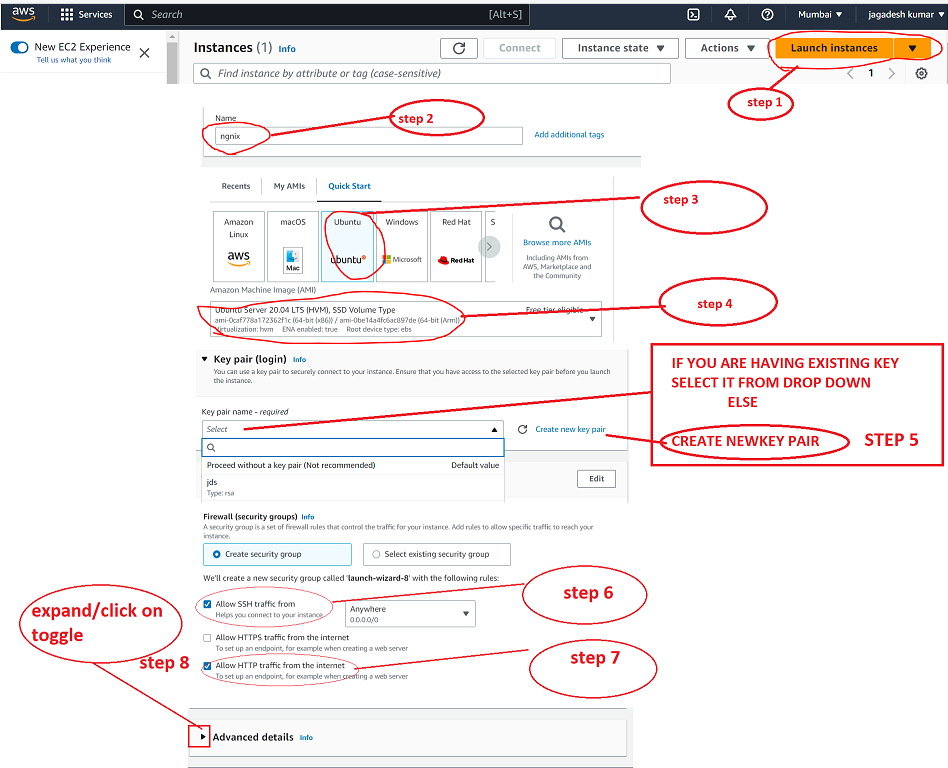 aws Services Search [Alt+S] Mumbai ▼ jagadesh kumar ▼
New EC2 Experience
Tell us what you think
Instances (1) Info Connect Instance state ▼ Actions ▼ Launch instances ▼
Find instance by attribute or tag (case-sensitive)
1
step 1
Name
ngnix
step 2
Add additional tags
Recents My AMIs Quick Start
step 3
Amazon Linux
aws
macOS
Mac
Ubuntu
ubuntu
Windows
Microsoft
Red Hat
Red Hat
S
Browse more AMIs
Including AMIs from
AWS, Marketplace and
the Community
Amazon Machine Image (AMI)
Ubuntu Server 20.04 LTS (HVM), SSD Volume Type Free tier eligible
ami-0caf778a172362f1c (64-bit (x86)) / ami-0be14a4fc6ac897de (64-bit (Arm))
Virtualization: hvm ENA enabled: true Root device type: ebs
step 4
Key pair (login) Info
You can use a key pair to securely connect to your instance. Ensure that you have access to the selected key pair before you launch
the instance.
IF YOU ARE HAVING EXISTING KEY
SELECT IT FROM DROP DOWN
ELSE
CREATE NEWKEY PAIR STEP 5
Key pair name - required
Select
Create new key pair
Proceed without a key pair (Not recommended) Default value
jds
Type: rsa
Edit
Firewall (security groups) Info
A security group is a set of firewall rules that control the traffic for your instance. Add rules to allow specific traffic to reach your
instance.
Create security group Select existing security group
We'll create a new security group called 'launch-wizard-8' with the following rules:
Allow SSH traffic from
Helps you connect to your instance
Anywhere
0.0.0.0/0
step 6
Allow HTTPS traffic from the internet
To set up an endpoint, for example when creating a web server
Allow HTTP traffic from the internet
To set up an endpoint, for example when creating a web server
step 7
expand/click on
toggle
step 8
Advanced details Info